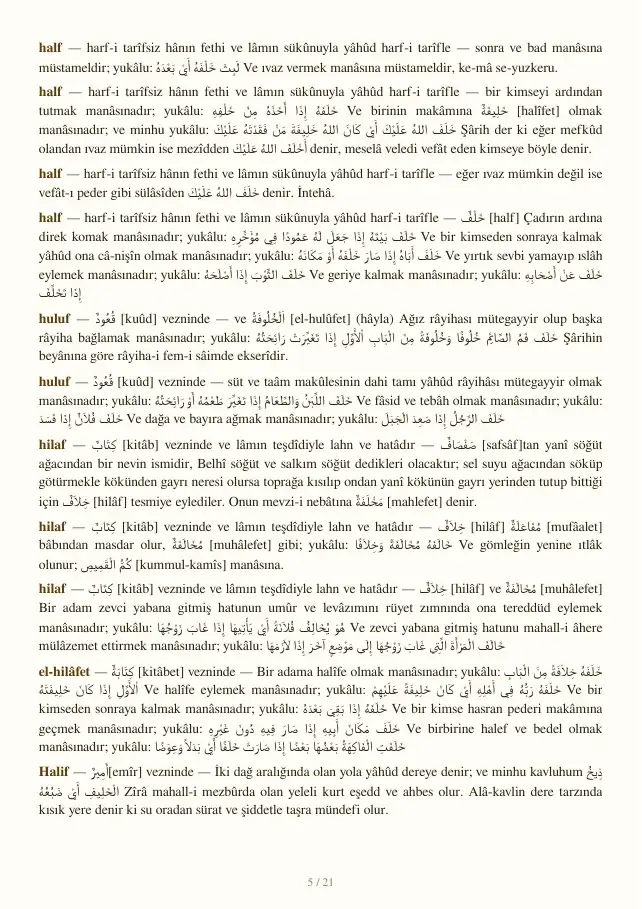 half — harf-i tarîfsiz hânın fethi ve lâmın sükûnuyla yâhûd harf-i tarîfle — sonra ve bad manâsına
müstameldir; yukâlu: لَبِثَ خَلْفَهُ أَيْ بَعْدَهُ Ve ıvaz vermek manâsına müstameldir, ke-mâ se-yuzkeru.
half — harf-i tarîfsiz hânın fethi ve lâmın sükûnuyla yâhûd harf-i tarîfle — bir kimseyi ardından
tutmak manâsınadır; yukâlu: خَلَفَهُ إِذَا أَخَذَهُ مِنْ خَلْفِهِ Ve birinin makâmına خَلِيفَةٌ [halîfet] olmak
manâsınadır; ve minhu yukâlu: خَلَفَ اللهُ عَلَيْكَ أَيْ كَانَ اللهُ خَلِيفَةَ مَنْ فَقَدْتَهُ عَلَيْكَ Şârih der ki eğer mefkûd
olandan ıvaz mümkin ise mezîdden أَخْلَفَ اللهُ عَلَيْكَ denir, meselâ veledi vefât eden kimseye böyle denir.
half — harf-i tarîfsiz hânın fethi ve lâmın sükûnuyla yâhûd harf-i tarîfle — eğer ıvaz mümkin değil ise
vefât-ı peder gibi sülâsîden خَلَفَ اللهُ عَلَيْكَ denir. İntehâ.
half — harf-i tarîfsiz hânın fethi ve lâmın sükûnuyla yâhûd harf-i tarîfle — خَلْفٌ [half] Çadırın ardına
direk komak manâsınadır; yukâlu: خَلَفَ بَيْتَهُ إِذَا جَعَلَ لَهُ عَمُودًا فِي مُؤَخَّرِهِ Ve bir kimseden sonraya kalmak
yâhûd ona câ-nişîn olmak manâsınadır; yukâlu: خَلَفَ أَبَاهُ إِذَا صَارَ خَلْفَهُ أَوْ مَكَانَهُ Ve yırtık sevbi yamayıp ıslâh
eylemek manâsınadır; yukâlu: خَلَفَ الثَّوْبَ إِذَا أَصْلَحَهُ Ve geriye kalmak manâsınadır; yukâlu: خَلَفَ عَنْ أَصْحَابِهِ
إِذَا تَخَلَّفَ
huluf — قُعُودٌ [kuûd] vezninde — ve اَلْخُلُوفَةُ [el-hulûfet] (hâyla) Ağız râyihası mütegayyir olup başka
râyiha bağlamak manâsınadır; yukâlu: خَلَفَ فَمُ الصَّائِمِ خُلُوفًا وَخُلُوفَةً مِنَ الْبَابِ الْأَوَّلِ إِذَا تَغَيَّرَتْ رَائِحَتُهُ Şârihin
beyânına göre râyiha-i fem-i sâimde ekserîdir.
huluf — قُعُودٌ [kuûd] vezninde — süt ve taâm makûlesinin dahi tamı yâhûd râyihâsı mütegayyir olmak
manâsınadır; yukâlu: خَلَفَ اللَّبَنُ وَالطَّعَامُ إِذَا تَغَيَّرَ طَعْمُهُ أَوْ رَائِحَتُهُ Ve fâsid ve tebâh olmak manâsınadır; yukâlu:
خَلَفَ فُلَانٌ إِذَا فَسَدَ Ve dağa ve bayıra ağmak manâsınadır; yukâlu: خَلَفَ الرَّجُلُ إِذَا صَعِدَ الْجَبَلَ
hilaf — كِتَابٌ [kitâb] vezninde ve lâmın teşdîdiyle lahn ve hatâdır — صَفْصَافٌ [safsâf]tan yanî söğüt
ağacından bir nevin ismidir, Belhî söğüt ve salkım söğüt dedikleri olacaktır; sel suyu ağacından söküp
götürmekle kökünden gayrı neresi olursa toprağa kısılıp ondan yanî kökünün gayrı yerinden tutup bittiği
için خِلَافٌ [hilâf] tesmiye eylediler. Onun mevzi-i nebâtına مَخْلَفَةٌ [mahlefet] denir.
hilaf — كِتَابٌ [kitâb] vezninde ve lâmın teşdîdiyle lahn ve hatâdır — خِلَافٌ [hilâf] مُفَاعَلَةٌ [mufâalet]
bâbından masdar olur, مُخَالَفَةٌ [muhâlefet] gibi; yukâlu: خَالَفَهُ مُخَالَفَةً وَخِلَافًا Ve gömleğin yenine ıtlâk
olunur; كُمُّ الْقَمِيصِ [kummul-kamîs] manâsına.
hilaf — كِتَابٌ [kitâb] vezninde ve lâmın teşdîdiyle lahn ve hatâdır — خِلَافٌ [hilâf] ve مُخَالَفَةٌ [muhâlefet]
Bir adam zevci yabana gitmiş hatunun umûr ve levâzımını rüyet zımnında ona tereddüd eylemek
manâsınadır; yukâlu: هُوَ يُخَالِفُ فُلَانَةَ أَيْ يَأْتِيهَا إِذَا غَابَ زَوْجُهَا Ve zevci yabana gitmiş hatunu mahall-i âhere
mülâzemet ettirmek manâsınadır; yukâlu: خَالَفَ الْمَرْأَةَ الَّتِي غَابَ زَوْجُهَا إِلَى مَوْضِعٍ آخَرَ إِذَا لَازَمَهَا
el-hilâfet — كِتَابَةٌ [kitâbet] vezninde — Bir adama halîfe olmak manâsınadır; yukâlu: خَلَفَهُ خِلَافَةً مِنَ الْبَابِ
الْأَوَّلِ إِذَا كَانَ خَلِيفَتَهُ Ve halîfe eylemek manâsınadır; yukâlu: خَلَفَهُ رَبُّهُ فِي أَهْلِهِ أَيْ كَانَ خَلِيفَةً عَلَيْهِمْ Ve bir
kimseden sonraya kalmak manâsınadır; yukâlu: خَلَفَهُ إِذَا بَقِيَ بَعْدَهُ Ve bir kimse hasran pederi makâmına
geçmek manâsınadır; yukâlu: خَلَفَ مَكَانَ أَبِيهِ إِذَا صَارَ فِيهِ دُونَ غَيْرِهِ Ve birbirine halef ve bedel olmak
manâsınadır; yukâlu: خَلَفَتِ الْفَاكِهَةُ بَعْضُهَا بَعْضًا إِذَا صَارَتْ خَلَفًا أَيْ بَدَلًا وَعِوَضًا
Halif — أَمِيرٌ[emîr] vezninde — İki dağ aralığında olan yola yâhûd dereye denir; ve minhu kavluhum ذِيخُ
الْخَلِيفِ أَيْ ضَبُعُهُ Zîrâ mahall-i mezbûrda olan yeleli kurt eşedd ve ahbes olur. Alâ-kavlin dere tarzında
kısık yere denir ki su oradan sürat ve şiddetle taşra mündefi olur.
5 / 21